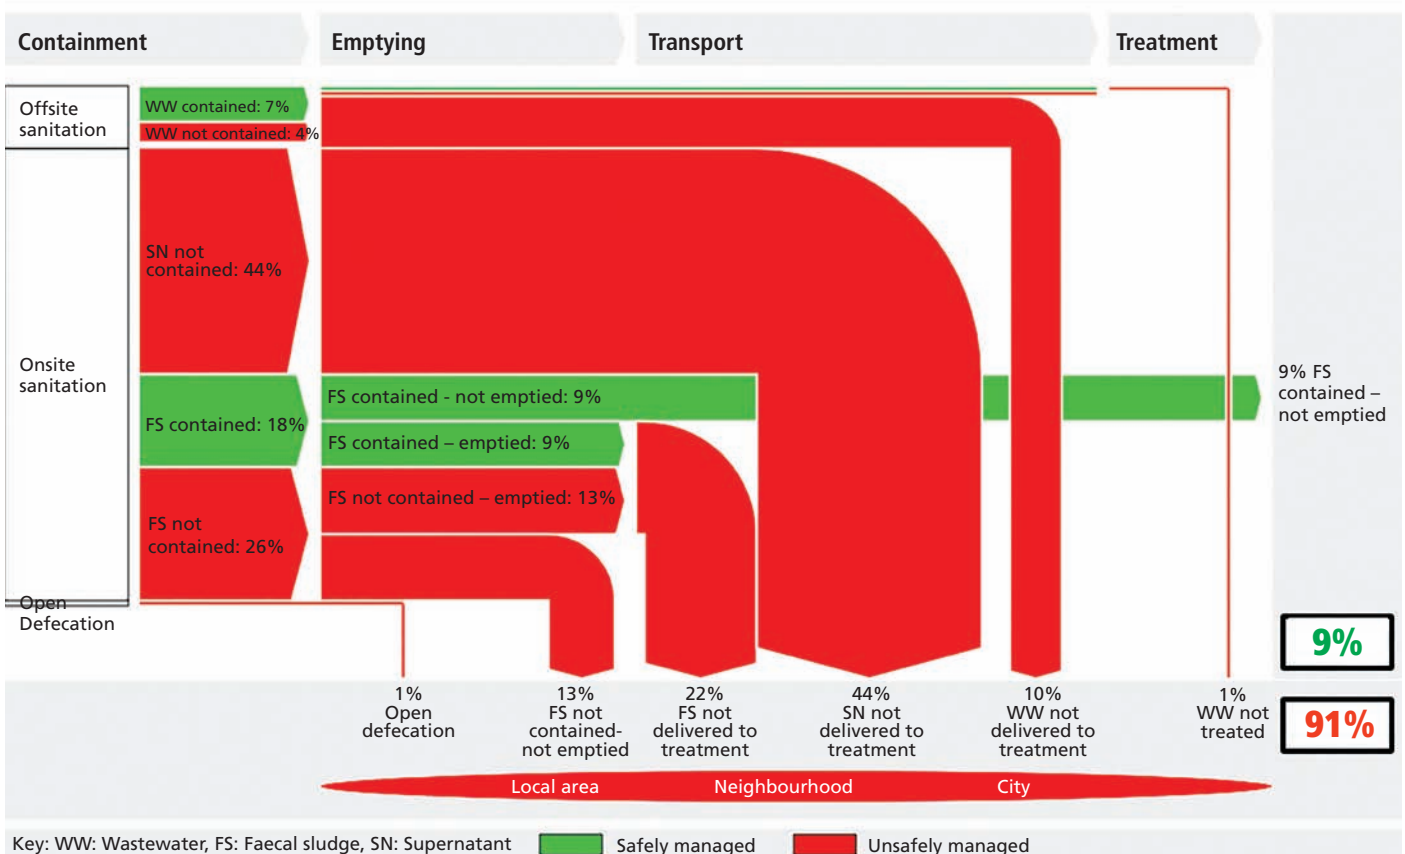 Containment
Emptying
Transport
Treatment
Offsite
sanitation
WW contained: 7%
WW not contained: 4%
SN not
contained: 44%
Onsite
sanitation
FS contained - not emptied: 9%
9% FS
contained –
not emptied
FS contained: 18%
FS contained – emptied: 9%
FS not contained – emptied: 13%
FS not
contained: 26%
Open
Defecation
9%
1%
Open
defecation
13%
FS not
contained-
not emptied
22%
FS not
delivered to
treatment
44%
SN not
delivered to
treatment
10%
WW not
delivered to
treatment
1%
WW not
treated
91%
Local area
Neighbourhood
City
Key: WW: Wastewater, FS: Faecal sludge, SN: Supernatant
Safely managed
Unsafely managed